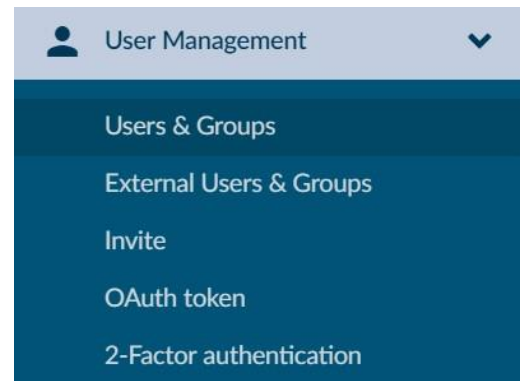 User Management
Users & Groups
External Users & Groups
Invite
OAuth token
2-Factor authentication